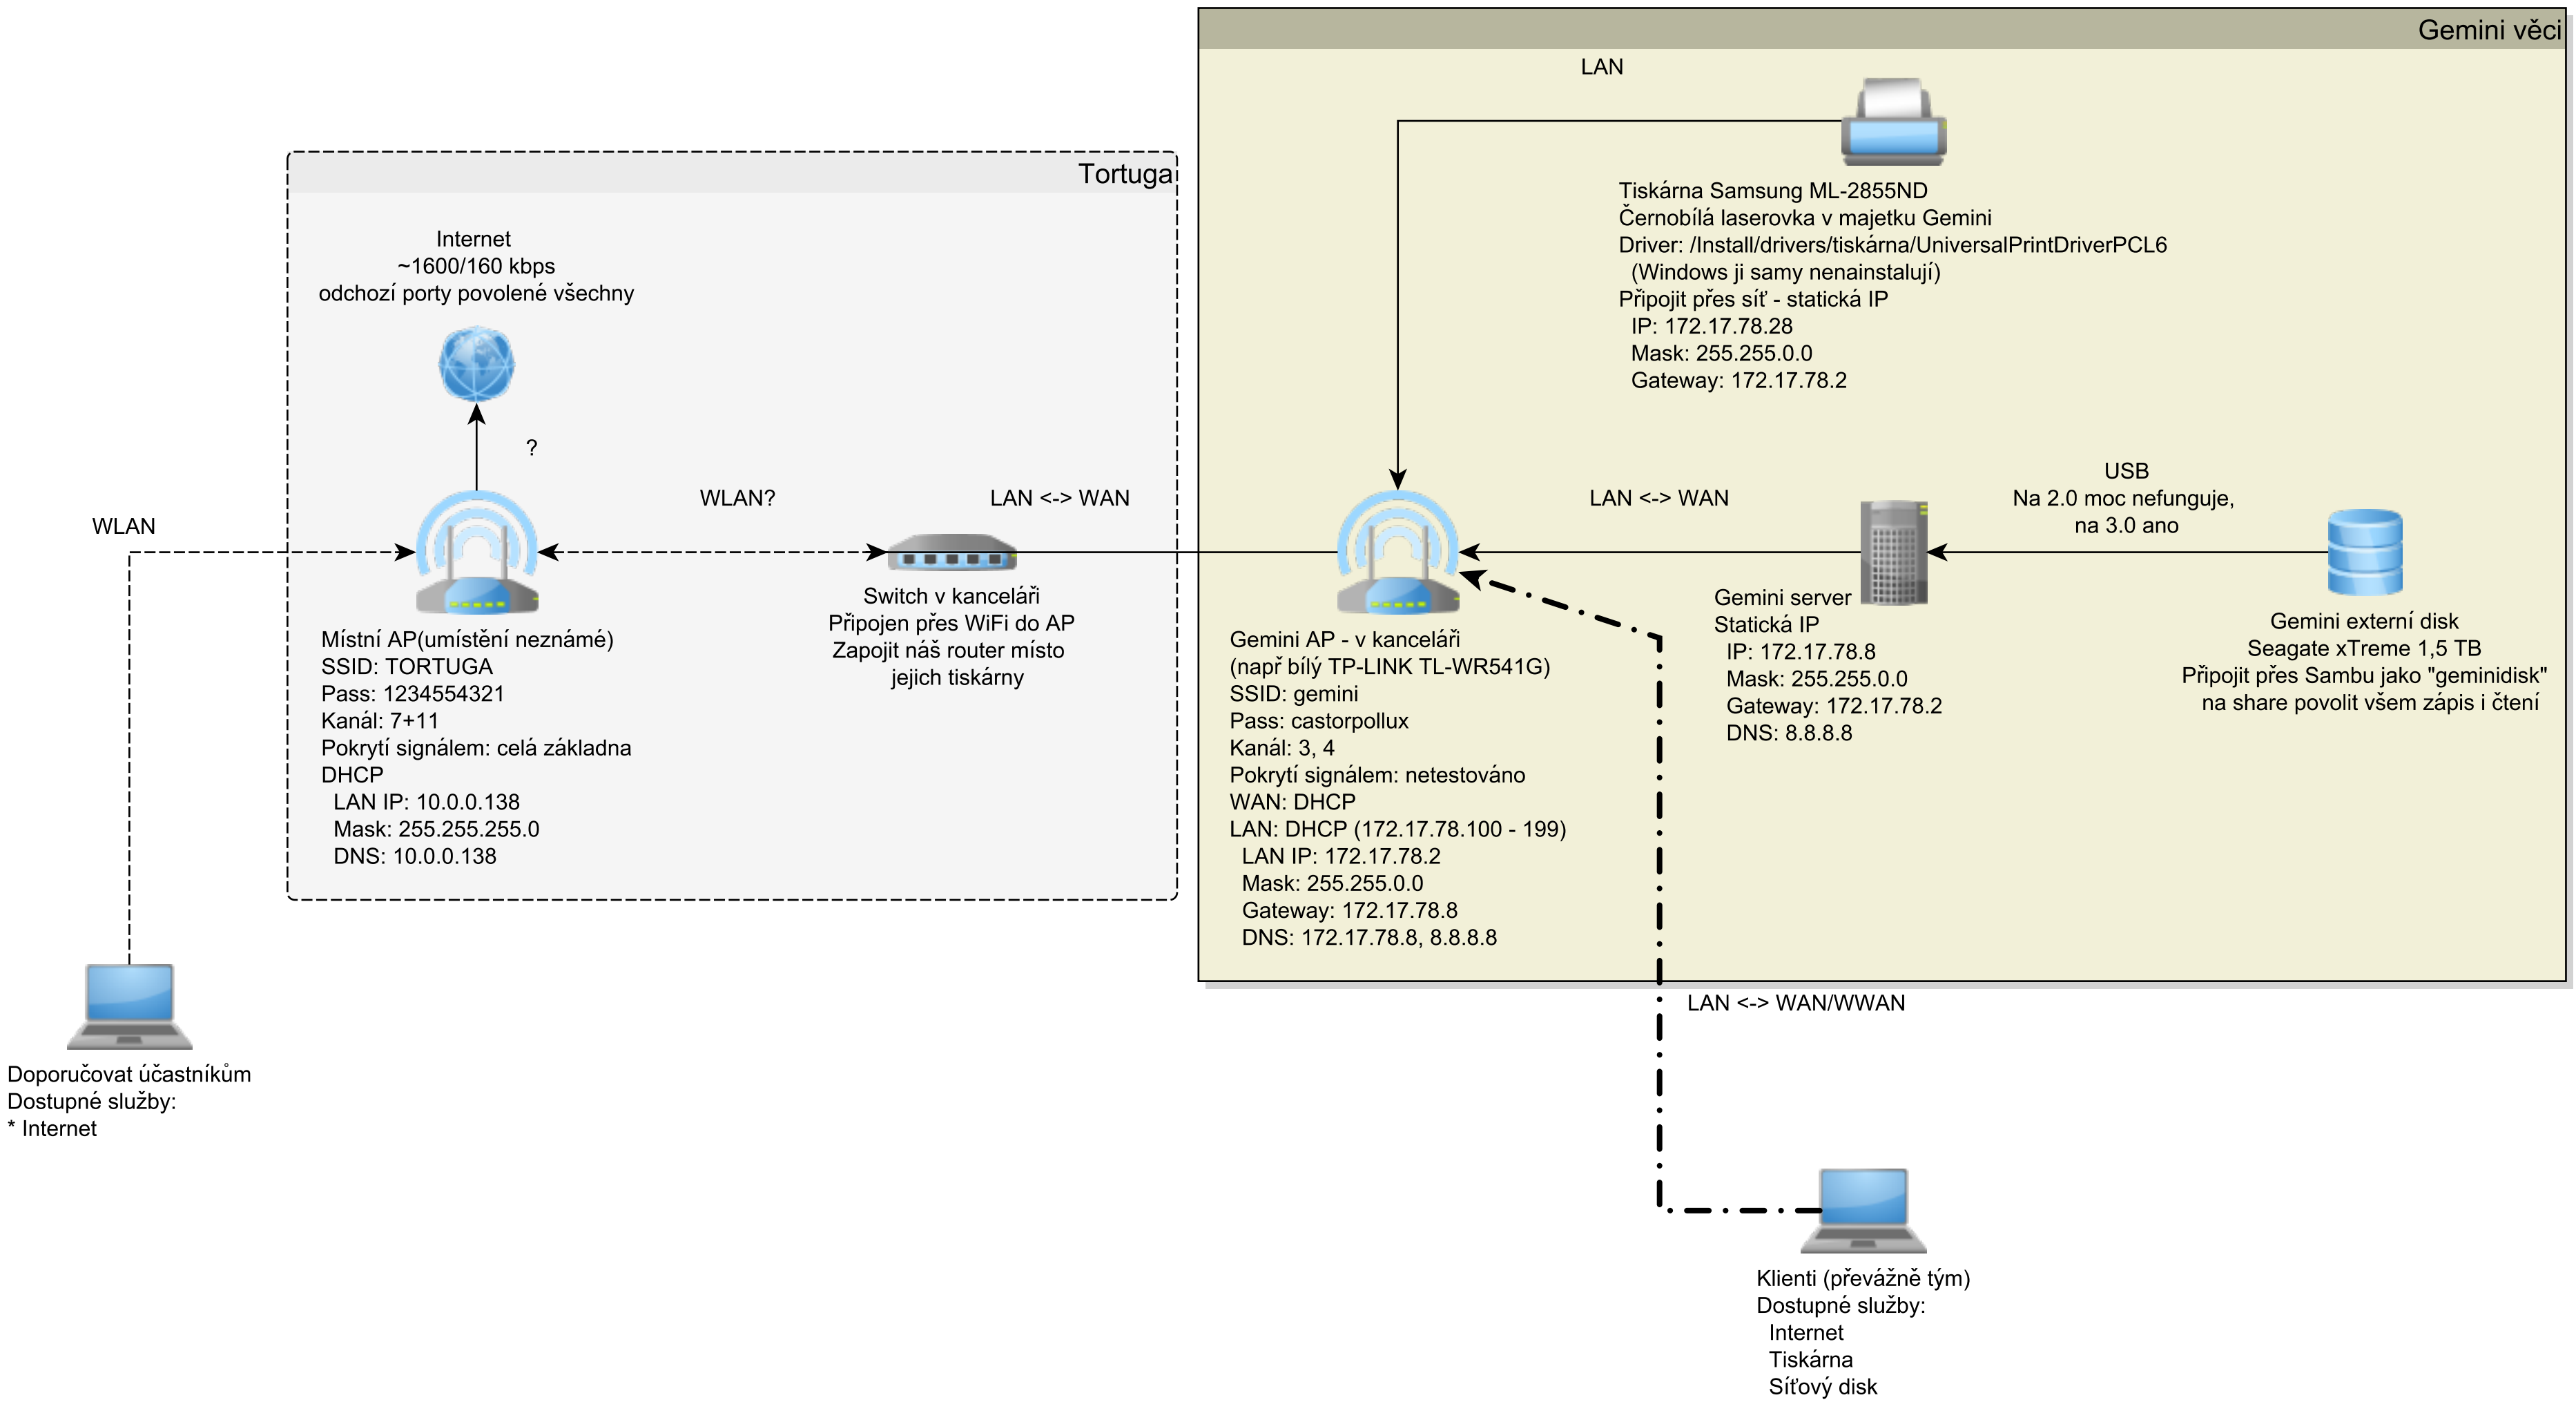 Gemini věci
LAN
Tiskárna Samsung ML-2855ND
Černobílá laserovka v majetku Gemini
Driver: /Install/drivers/tiskárna/UniversalPrintDriverPCL6
(Windows ji samy nenainstalují)
Připojit přes síť - statická IP
IP: 172.17.78.28
Mask: 255.255.0.0
Gateway: 172.17.78.2
Tortuga
Internet
~1600/160 kbps
odchozí porty povolené všechny
?
WLAN
WLAN?
LAN <-> WAN
LAN <-> WAN
USB
Na 2.0 moc nefunguje,
na 3.0 ano
Místní AP(umístění neznámé)
SSID: TORTUGA
Pass: 1234554321
Kanál: 7+11
Pokrytí signálem: celá základna
DHCP
LAN IP: 10.0.0.138
Mask: 255.255.255.0
DNS: 10.0.0.138
Switch v kanceláři
Připojen přes WiFi do AP
Zapojit náš router místo
jejich tiskárny
Gemini AP - v kanceláři
(např bílý TP-LINK TL-WR541G)
SSID: gemini
Pass: castorpollux
Kanál: 3, 4
Pokrytí signálem: netestováno
WAN: DHCP
LAN: DHCP (172.17.78.100 - 199)
LAN IP: 172.17.78.2
Mask: 255.255.0.0
Gateway: 172.17.78.8
DNS: 172.17.78.8, 8.8.8.8
Gemini server
Statická IP
IP: 172.17.78.8
Mask: 255.255.0.0
Gateway: 172.17.78.2
DNS: 8.8.8.8
Gemini externí disk
Seagate xTreme 1,5 TB
Připojit přes Sambu jako "geminidisk"
na share povolit všem zápis i čtení
LAN <-> WAN/WWAN
Doporučovat účastníkům
Dostupné služby:
* Internet
Klienti (převážně tým)
Dostupné služby:
Internet
Tiskárna
Síťový disk